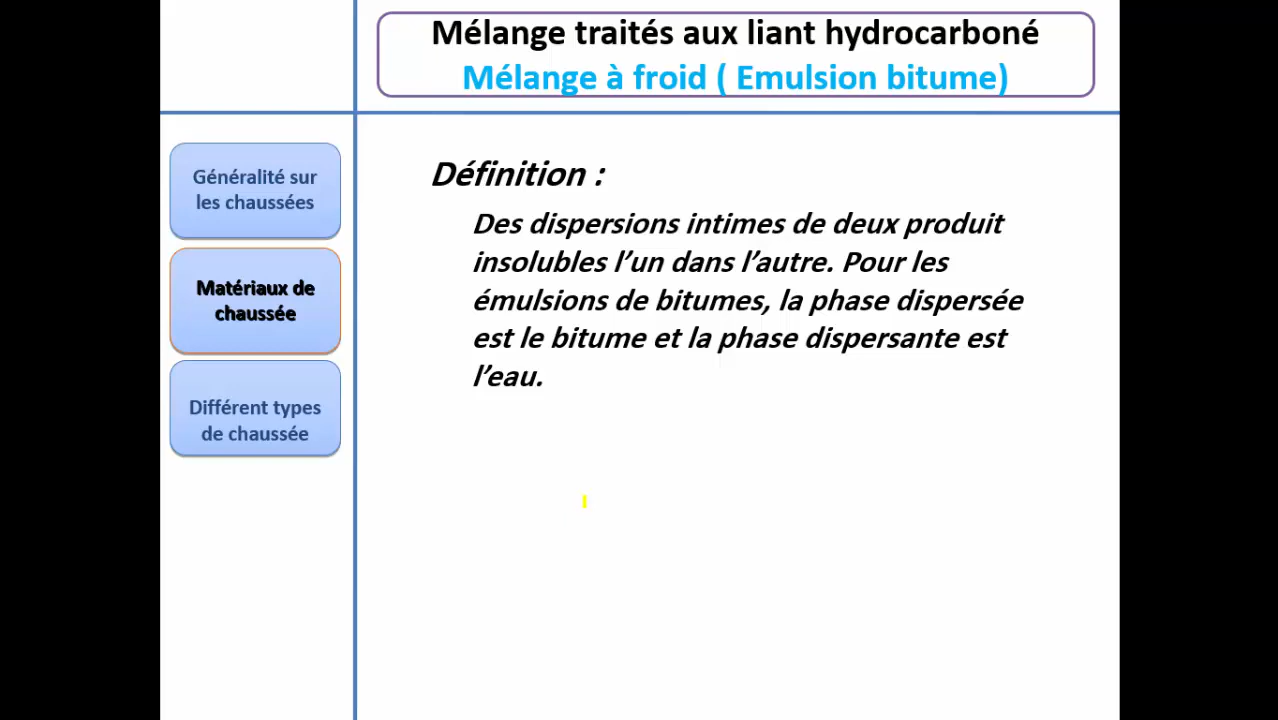 Mélange traités aux liant hydrocarboné
Mélange à froid ( Emulsion bitume)
Généralité sur
les chaussées
Matériaux de
chaussée
Différent types
de chaussée
Définition :
Des dispersions intimes de deux produit
insolubles l’un dans l’autre. Pour les
émulsions de bitumes, la phase dispersée
est le bitume et la phase dispersante est
l’eau.